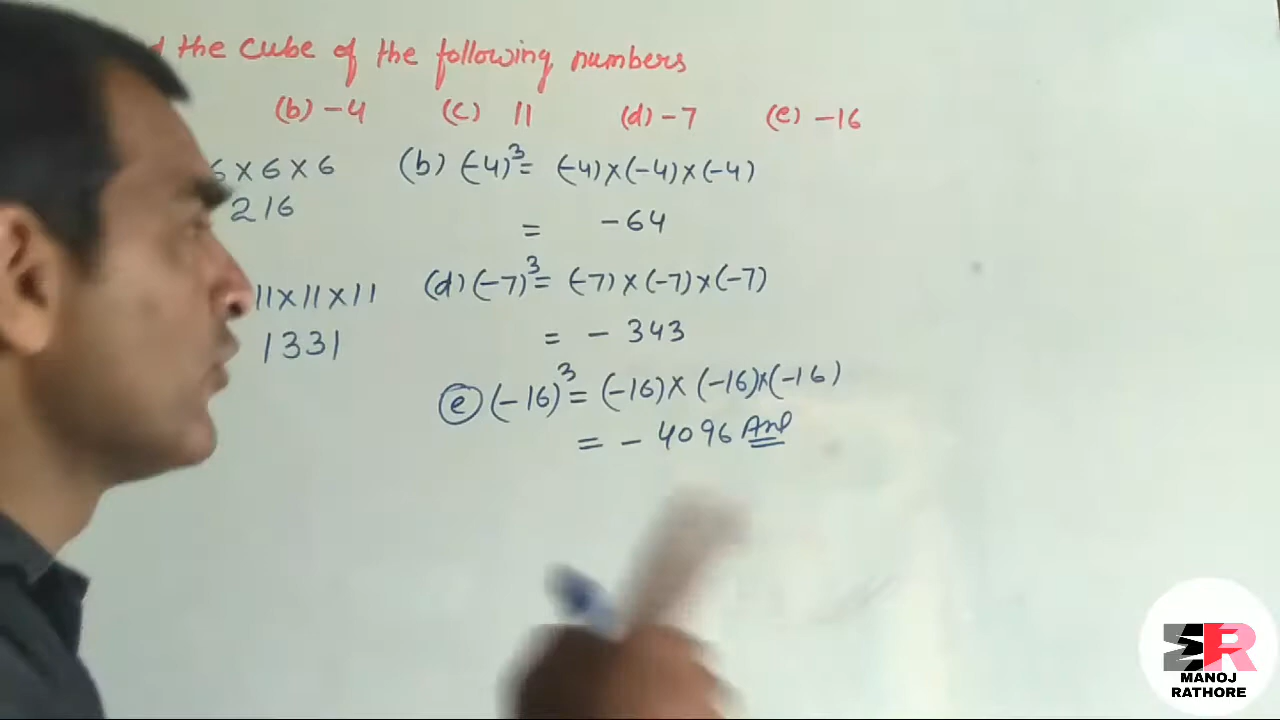 the cube of the following numbers
(b) -4 (c) 11 (d) -7 (e) -16
6 × 6 × 6
216
(b) (-4)³ = (-4)×(-4)×(-4)
= -64
11×11×11
1331
(d) (-7)³ = (-7)×(-7)×(-7)
= - 343
(e) (-16)³ = (-16)× (-16)×(-16)
= - 4096 Ans
MANOJ
RATHORE